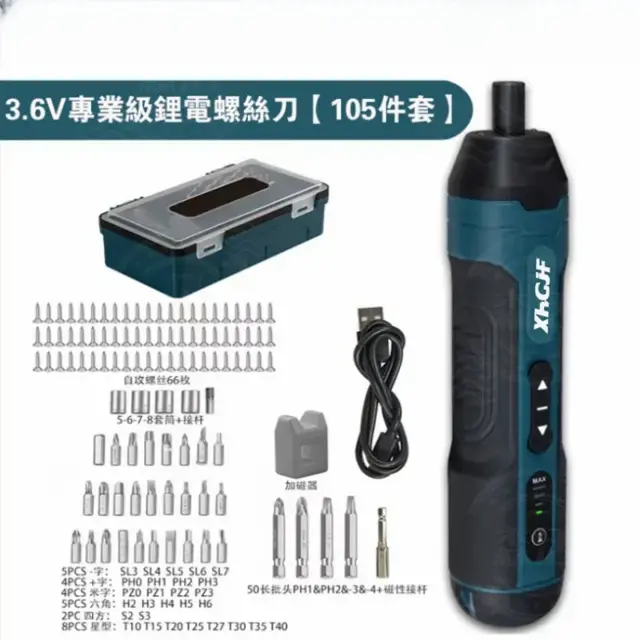 3.6V專業級鋰電螺絲刀【105件套】
XhGJF
自攻螺丝66枚
5-6-7-8套筒+接杆
加磁器
MAX
50长批头PH1&PH2&-3&-4+磁性接杆
5PCS -字: SL3 SL4 SL5 SL6 SL7
4PCS +字: PH0 PH1 PH2 PH3
4PCS 米字: PZ0 PZ1 PZ2 PZ3
5PCS 六角: H2 H3 H4 H5 H6
2PC 四方: S2 S3
8PCS 星型: T10 T15 T20 T25 T27 T30 T35 T40